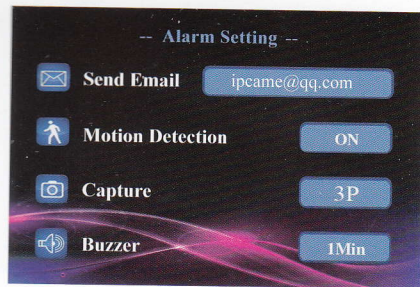 -- Alarm Setting --
Send Email ipcame@qq.com
Motion Detection ON
Capture 3P
Buzzer 1Min